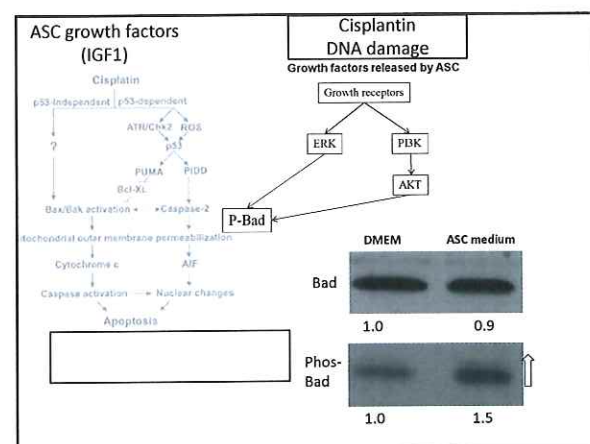 ASC growth factors
(IGF1)
Cisplantin
DNA damage
Growth factors released by ASC
Cisplatin
p53-Independent p53-dependent
ATR/Chk2 ROS
?
p53
PUMA PIDD
Bcl-XL
Bax/Bak activation Caspase-2
itochondrial outer membrane permeabilization
Cytochrome c AIF
Caspase activation Nuclear changes
Apoptosis
Growth receptors
ERK PI3K
AKT
P-Bad
DMEM ASC medium
Bad
1.0 0.9
Phos-
Bad
1.0 1.5